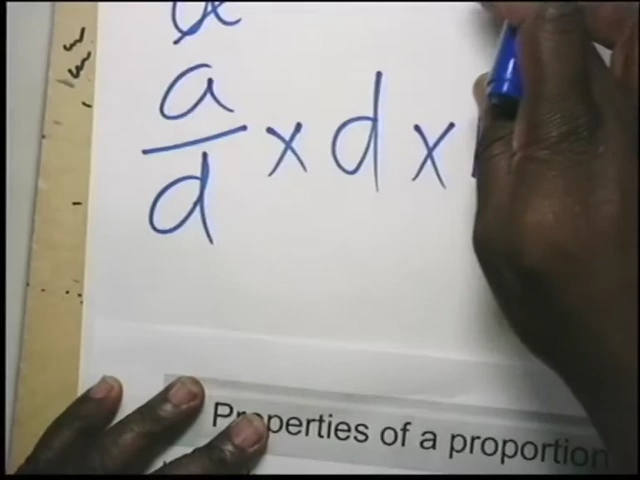 a
d × d ×
Properties of a proportion